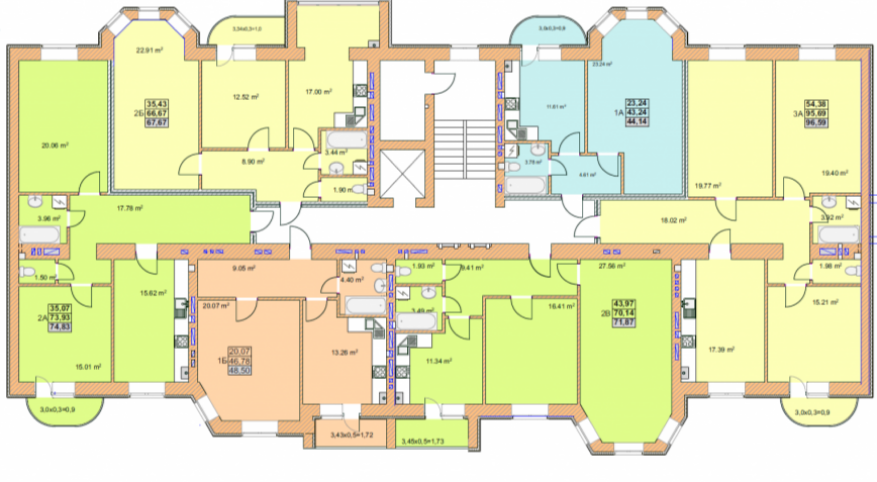 3,04x0,3=1,0
3,0x0,3=0,9
22.91 m²
23.24 m²
35,43
2Б 66,67
67,67
12.52 m²
17.00 m²
11.61 m²
23,24
1А 43,24
44,14
54,38
3А 95,69
96,59
20.06 m²
3.44 m²
8.90 m²
3.76 m²
4.61 m²
19.77 m²
19.40 m²
1.90 m²
3.96 m²
17.78 m²
18.02 m²
3.92 m²
1.50 m²
9.05 m²
4.40 m²
1.93 m²
9.41 m²
27.56 m²
1.98 m²
15.62 m²
20.07 m²
3.49 m²
16.41 m²
15.21 m²
35,07
2А 73,93
74,83
43,97
2В 70,14
71,87
20,07
1Б 46,78
48,50
13.26 m²
11.34 m²
17.39 m²
15.01 m²
3,0x0,3=0,9
3,43x0,5=1,72
3,45x0,5=1,73
3,0x0,3=0,9